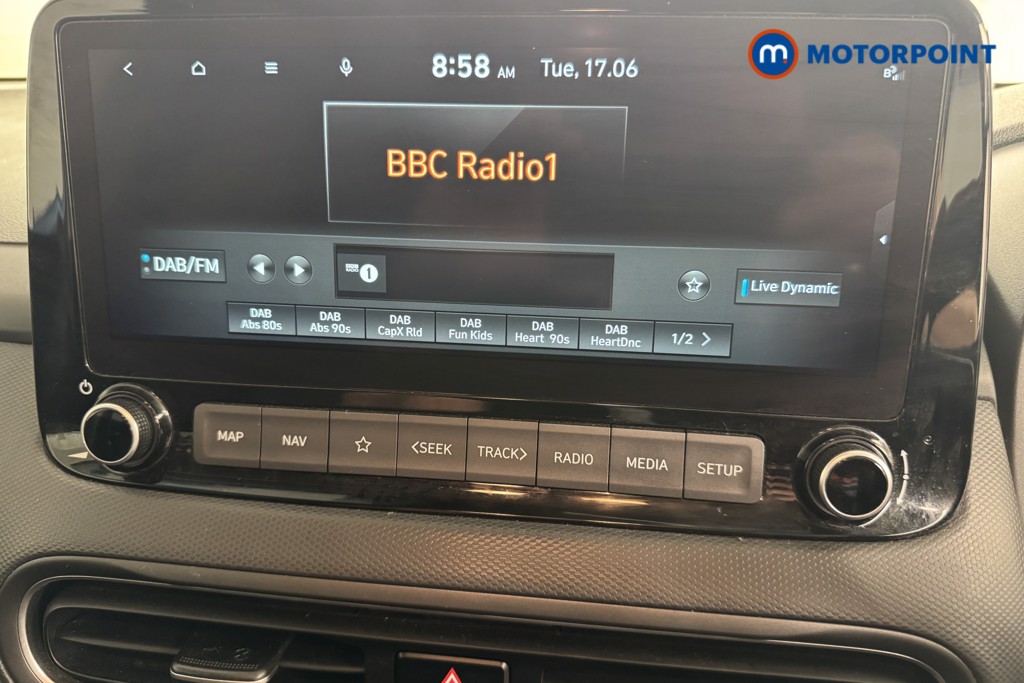 8:58 AM Tue, 17.06
m MOTORPOINT
BBC Radio1
DAB/FM
RADIO 1
Live Dynamic
DAB Abs 80s
DAB Abs 90s
DAB CapX Rld
DAB Fun Kids
DAB Heart 90s
DAB HeartDnc
1/2 >
MAP
NAV
<SEEK
TRACK>
RADIO
MEDIA
SETUP